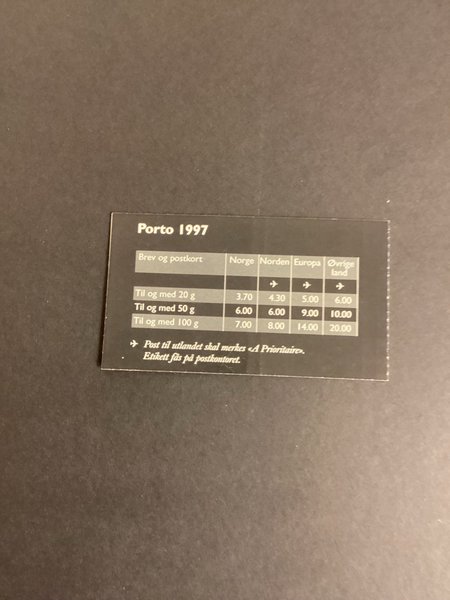 Porto 1997
Brev og postkort Norge Norden Europa Øvrige land
Til og med 20 g 3.70 4.30 5.00 6.00
Til og med 50 g 6.00 6.00 9.00 10.00
Til og med 100 g 7.00 8.00 14.00 20.00
✈ Post til utlandet skal merkes «A Prioritaire».
Etikett fås på postkontoret.